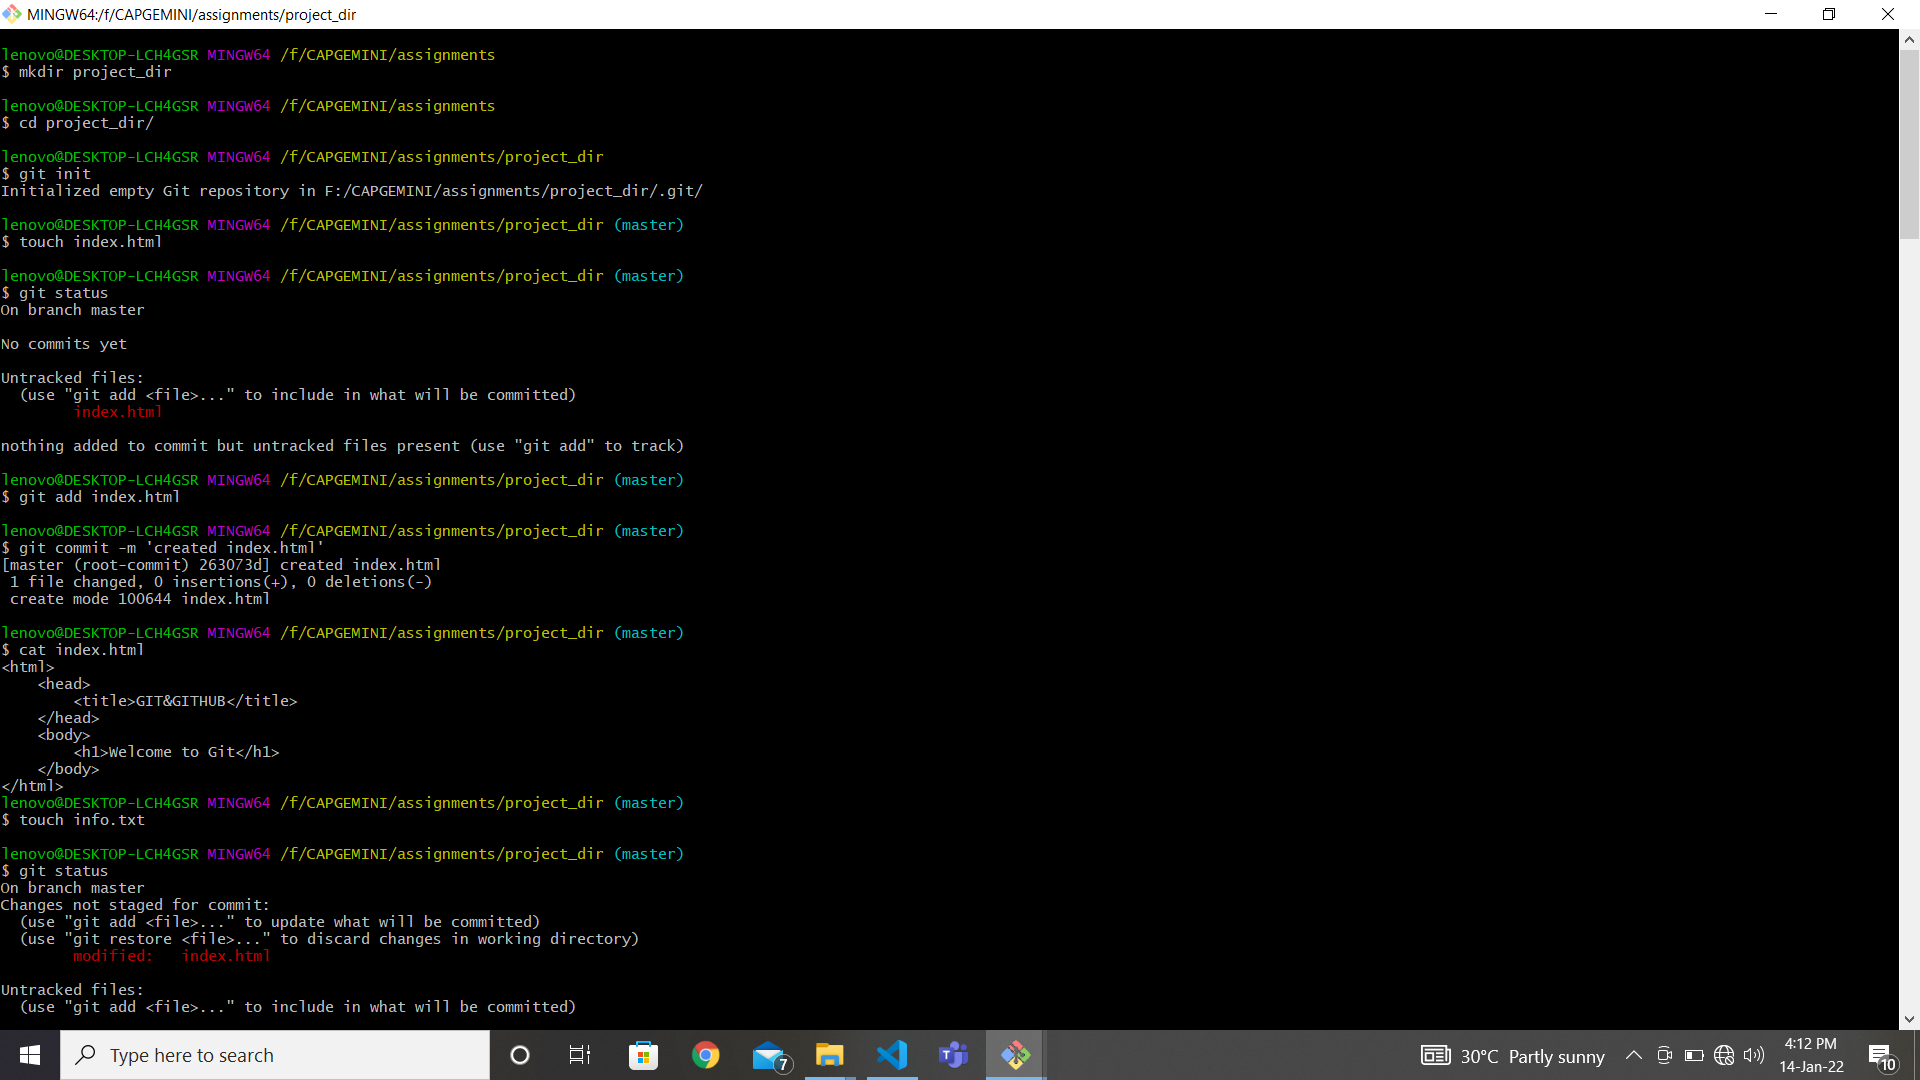 MINGW64:/f/CAPGEMINI/assignments/project_dir
lenovo@DESKTOP-LCH4GSR MINGW64 /f/CAPGEMINI/assignments
$ mkdir project_dir
lenovo@DESKTOP-LCH4GSR MINGW64 /f/CAPGEMINI/assignments
$ cd project_dir/
lenovo@DESKTOP-LCH4GSR MINGW64 /f/CAPGEMINI/assignments/project_dir
$ git init
Initialized empty Git repository in F:/CAPGEMINI/assignments/project_dir/.git/
lenovo@DESKTOP-LCH4GSR MINGW64 /f/CAPGEMINI/assignments/project_dir (master)
$ touch index.html
lenovo@DESKTOP-LCH4GSR MINGW64 /f/CAPGEMINI/assignments/project_dir (master)
$ git status
On branch master
No commits yet
Untracked files:
  (use "git add <file>..." to include in what will be committed)
        index.html
nothing added to commit but untracked files present (use "git add" to track)
lenovo@DESKTOP-LCH4GSR MINGW64 /f/CAPGEMINI/assignments/project_dir (master)
$ git add index.html
lenovo@DESKTOP-LCH4GSR MINGW64 /f/CAPGEMINI/assignments/project_dir (master)
$ git commit -m 'created index.html'
[master (root-commit) 263073d] created index.html
 1 file changed, 0 insertions(+), 0 deletions(-)
 create mode 100644 index.html
lenovo@DESKTOP-LCH4GSR MINGW64 /f/CAPGEMINI/assignments/project_dir (master)
$ cat index.html
<html>
    <head>
        <title>GIT&GITHUB</title>
    </head>
    <body>
        <h1>Welcome to Git</h1>
    </body>
</html>
lenovo@DESKTOP-LCH4GSR MINGW64 /f/CAPGEMINI/assignments/project_dir (master)
$ touch info.txt
lenovo@DESKTOP-LCH4GSR MINGW64 /f/CAPGEMINI/assignments/project_dir (master)
$ git status
On branch master
Changes not staged for commit:
  (use "git add <file>..." to update what will be committed)
  (use "git restore <file>..." to discard changes in working directory)
        modified:   index.html
Untracked files:
  (use "git add <file>..." to include in what will be committed)
Type here to search
7
30°C Partly sunny
4:12 PM
14-Jan-22
10